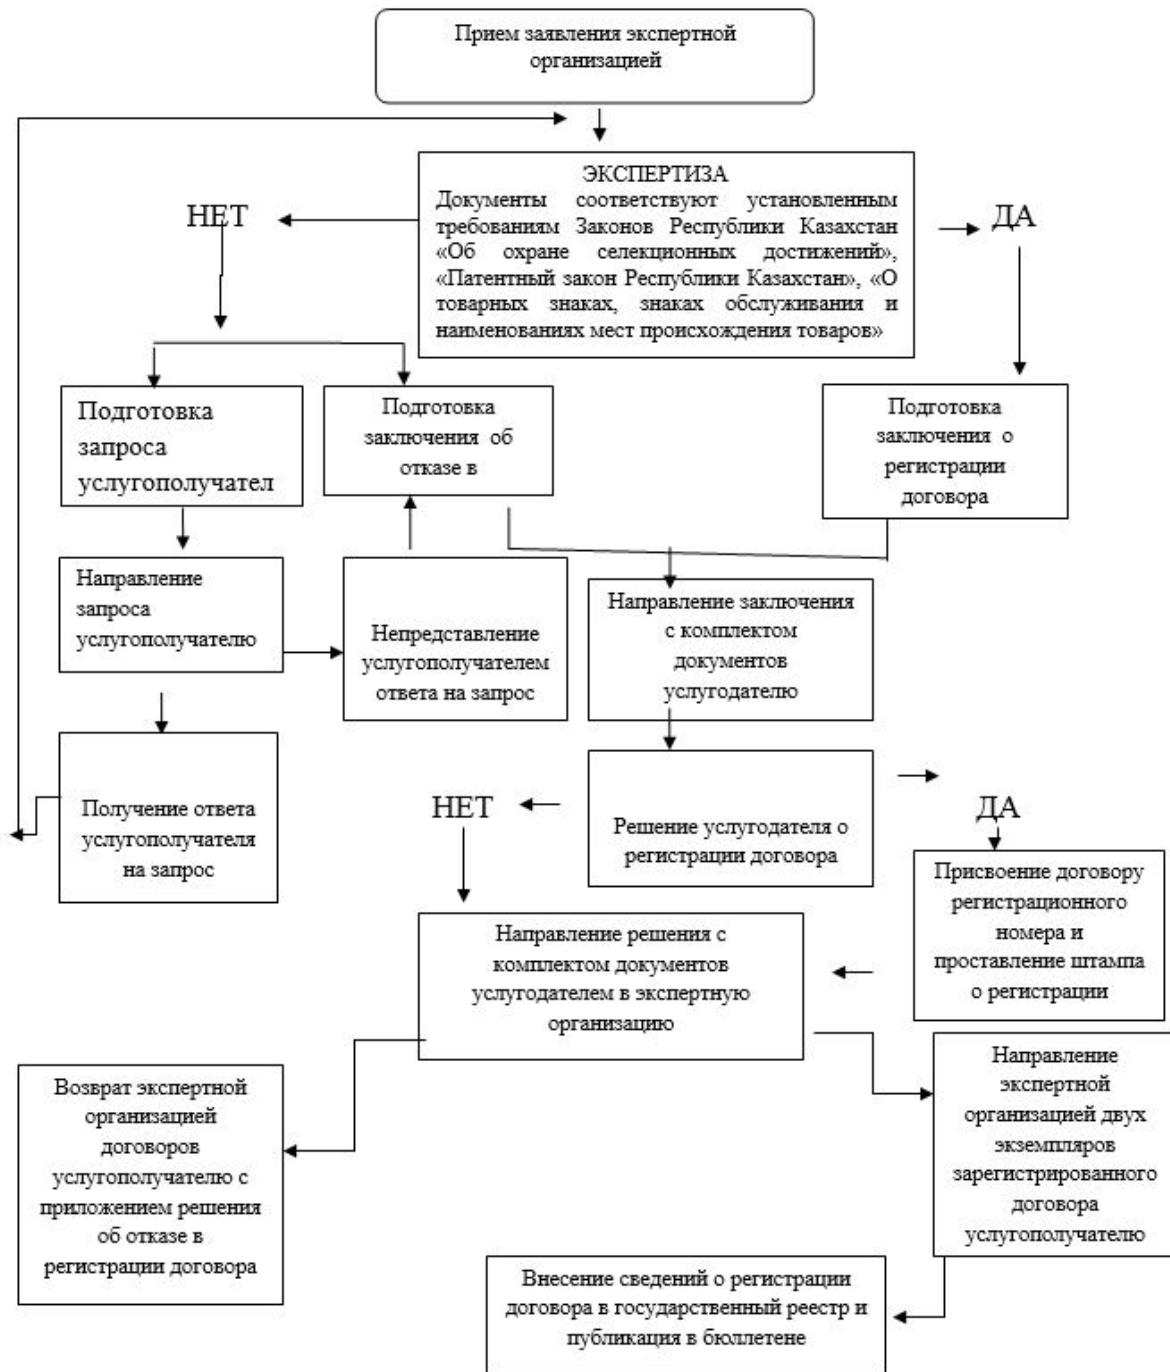 Прием заявления экспертной
организацией
ЭКСПЕРТИЗА
Документы соответствуют установленным
требованиям Законов Республики Казахстан
«Об охране селекционных достижений»,
«Патентный закон Республики Казахстан», «О
товарных знаках, знаках обслуживания и
наименованиях мест происхождения товаров»
НЕТ
ДА
Подготовка
запроса
услугополучател
Подготовка
заключения об
отказе в
Подготовка
заключения о
регистрации
договора
Направление
запроса
услугополучателю
Непредставление
услугополучателем
ответа на запрос
Направление заключения
с комплектом
документов
услугодателю
Получение ответа
услугополучателя
на запрос
НЕТ
Решение услугодателя о
регистрации договора
ДА
Присвоение договору
регистрационного
номера и
проставление штампа
о регистрации
Направление решения с
комплектом документов
услугодателем в экспертную
организацию
Возврат экспертной
организацией
договоров
услугополучателю с
приложением решения
об отказе в
регистрации договора
Направление
экспертной
организацией двух
экземпляров
зарегистрированного
договора
услугополучателю
Внесение сведений о регистрации
договора в государственный реестр и
публикация в бюллетене